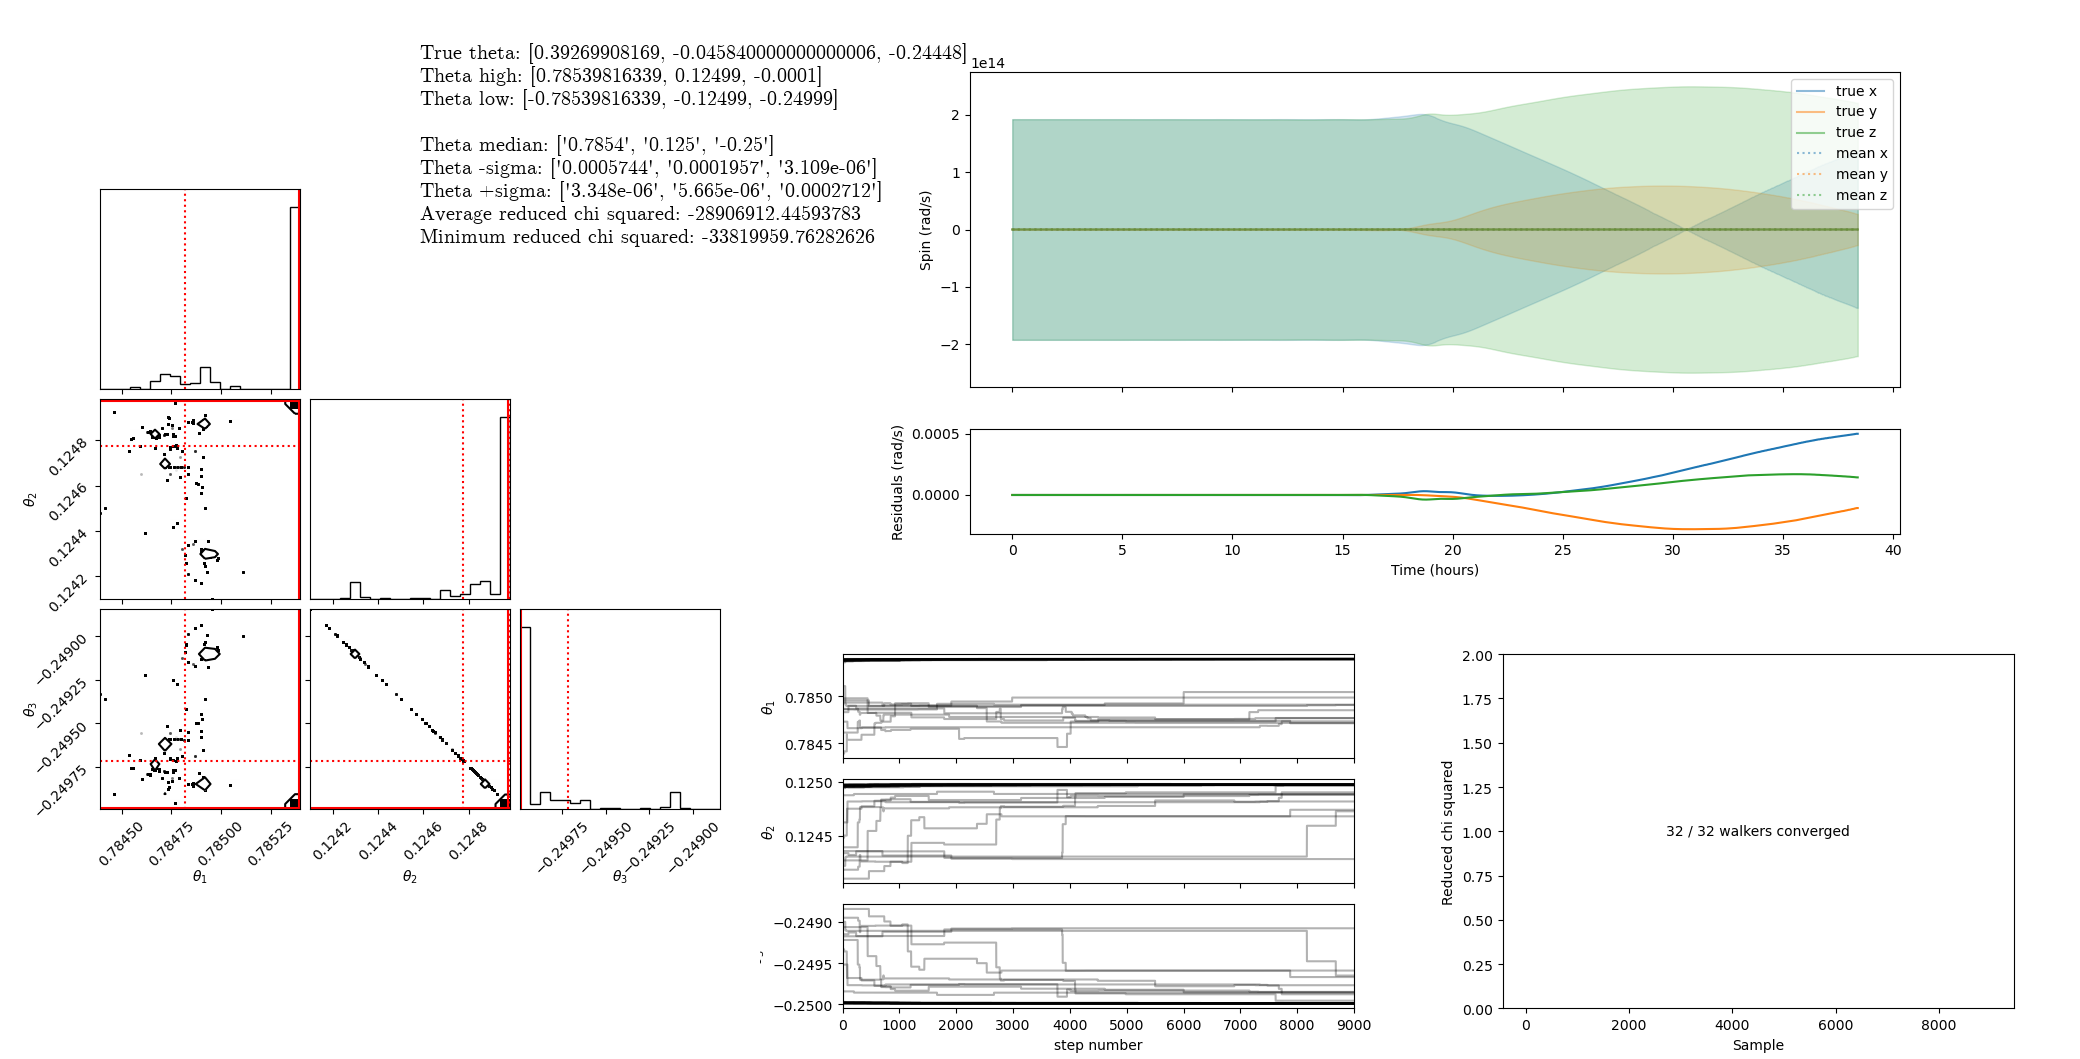 True theta: [0.39269908169, -0.045840000000000006, -0.24448]
Theta high: [0.78539816339, 0.12499, -0.0001]
Theta low: [-0.78539816339, -0.12499, -0.24999]
Theta median: ['0.7854', '0.125', '-0.25']
Theta -sigma: ['0.0005744', '0.0001957', '3.109e-06']
Theta +sigma: ['3.348e-06', '5.665e-06', '0.0002712']
Average reduced chi squared: -28906912.44593783
Minimum reduced chi squared: -33819959.76282626
1e14
2
1
0
−1
−2
Spin (rad/s)
true x
true y
true z
mean x
mean y
mean z
0.0005
0.0000
Residuals (rad/s)
0 5 10 15 20 25 30 35 40
Time (hours)
0.1248
0.1246
0.1244
0.1242
θ2
−0.24900
−0.24925
−0.24950
−0.24975
θ3
0.78450 0.78475 0.78500 0.78525
θ1
0.1242 0.1244 0.1246 0.1248
θ2
−0.24975 −0.24950 −0.24925 −0.24900
θ3
0.7850
0.7845
θ1
0.1250
0.1245
θ2
−0.2490
−0.2495
−0.2500
0 1000 2000 3000 4000 5000 6000 7000 8000 9000
step number
2.00
1.75
1.50
1.25
1.00
0.75
0.50
0.25
0.00
Reduced chi squared
32 / 32 walkers converged
0 2000 4000 6000 8000
Sample